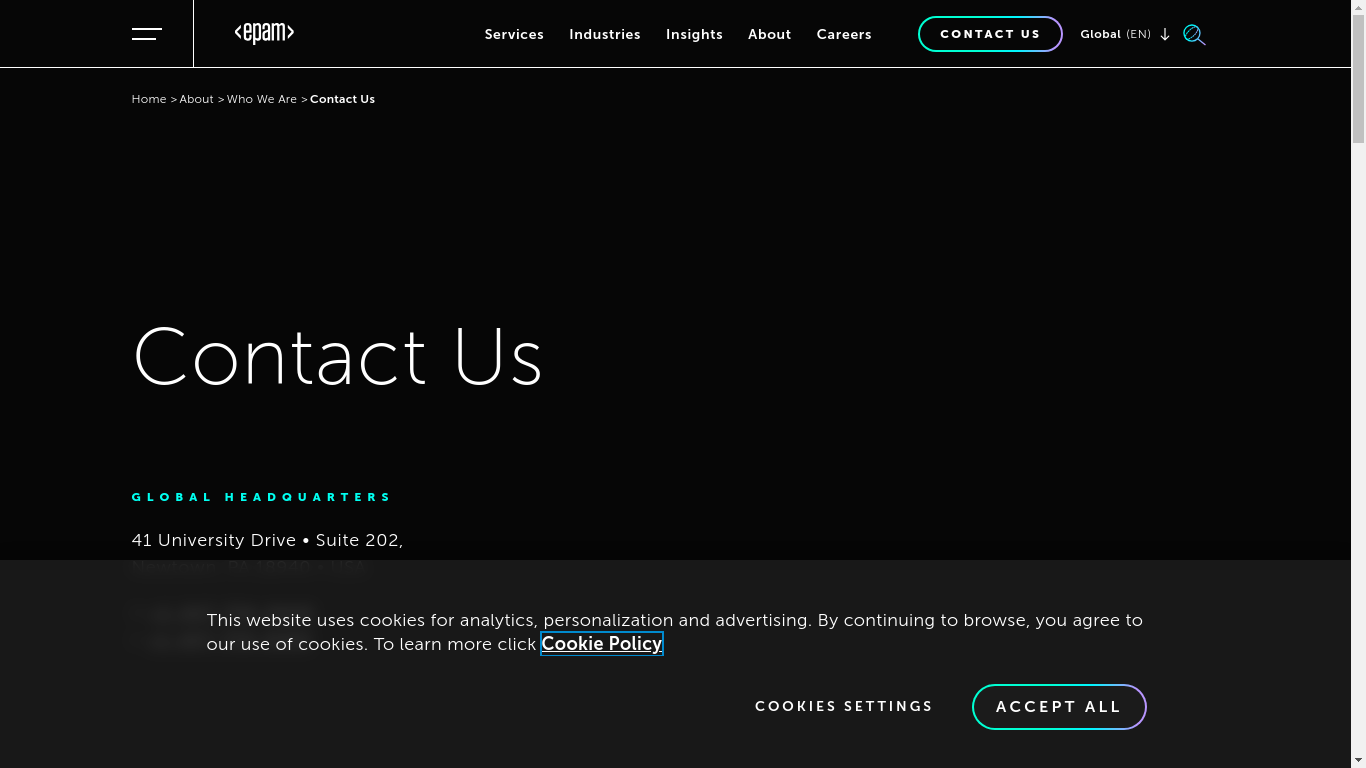 <epam>
Services
Industries
Insights
About
Careers
CONTACT US
Global (EN)
Home > About > Who We Are > Contact Us
Contact Us
GLOBAL HEADQUARTERS
41 University Drive • Suite 202,
This website uses cookies for analytics, personalization and advertising. By continuing to browse, you agree to
our use of cookies. To learn more click Cookie Policy
COOKIES SETTINGS
ACCEPT ALL